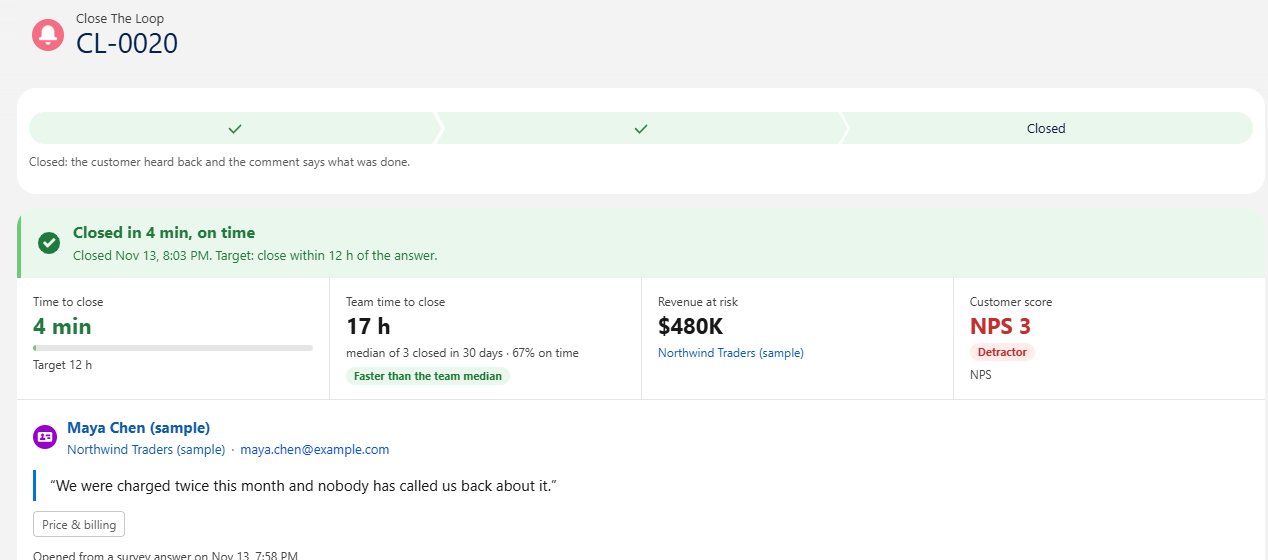 Close The Loop
CL-0020
Closed
Closed: the customer heard back and the comment says what was done.
Closed in 4 min, on time
Closed Nov 13, 8:03 PM. Target: close within 12 h of the answer.
Time to close
4 min
Target 12 h
Team time to close
17 h
median of 3 closed in 30 days · 67% on time
Faster than the team median
Revenue at risk
$480K
Northwind Traders (sample)
Customer score
NPS 3
Detractor
NPS
Maya Chen (sample)
Northwind Traders (sample) · maya.chen@example.com
“We were charged twice this month and nobody has called us back about it.”
Price & billing
Opened from a survey answer on Nov 13, 7:58 PM